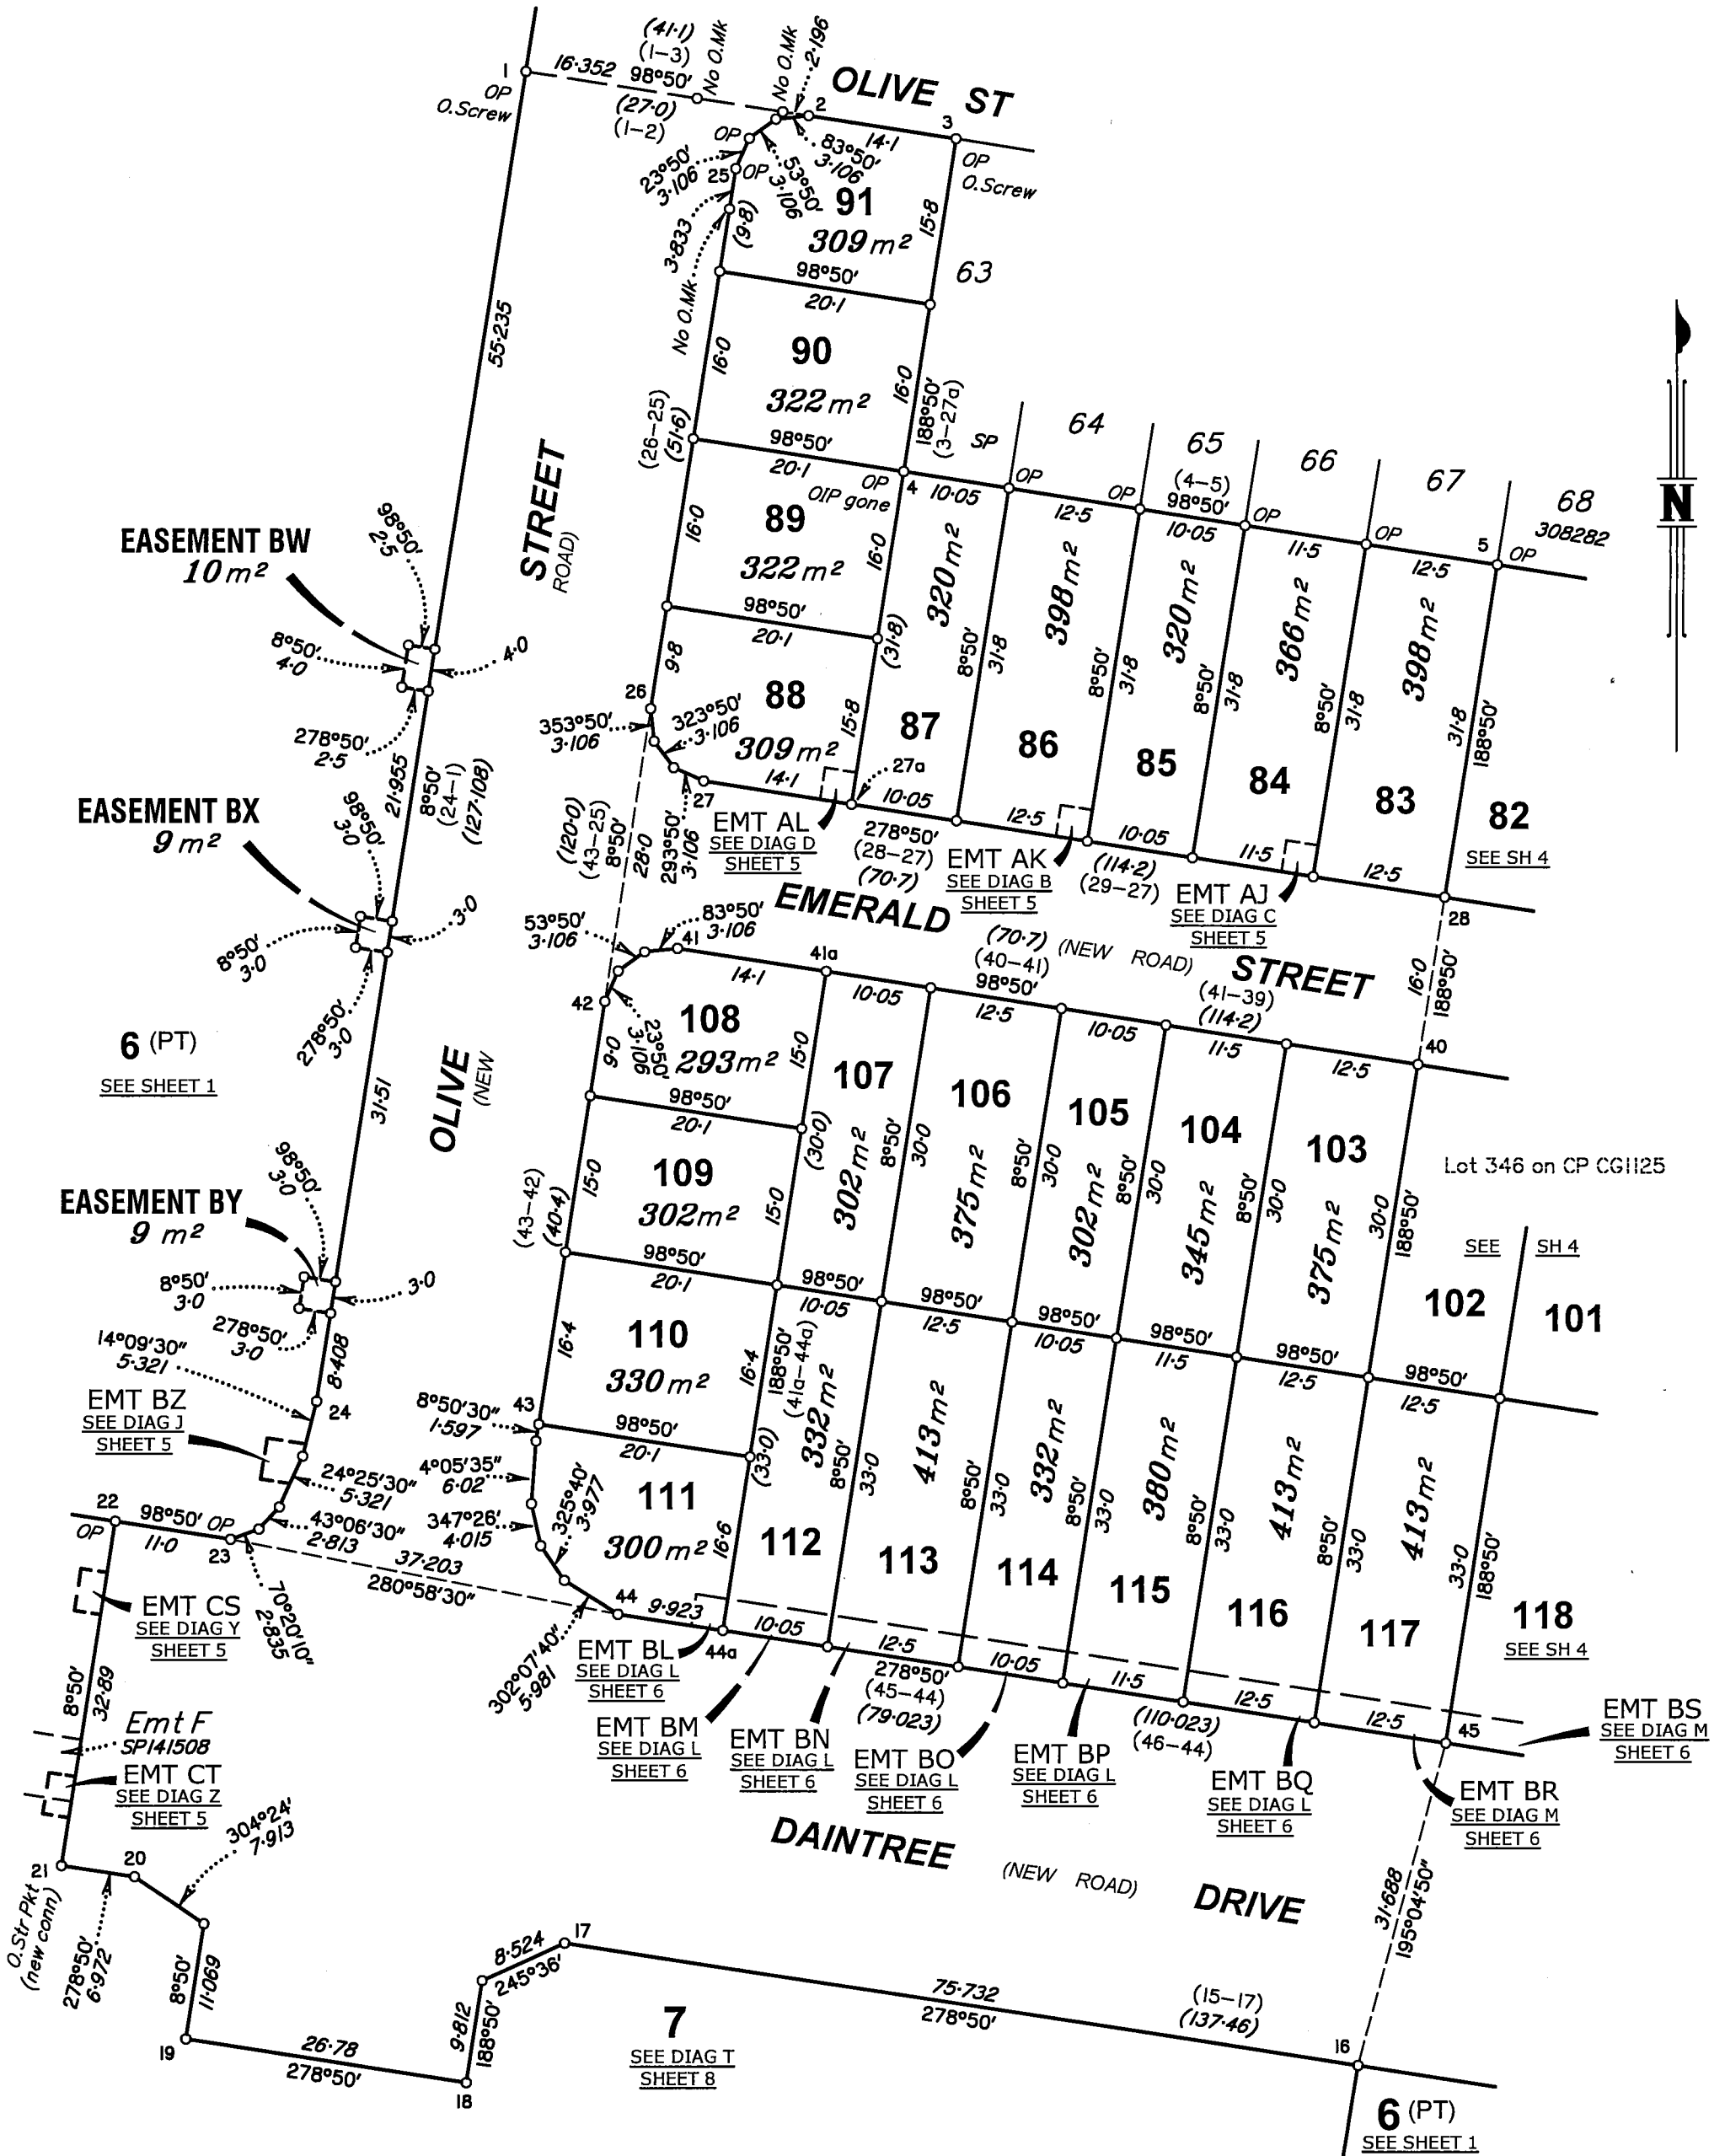 (41·1)
(1–3)
No O.Mk
No O.Mk
2·196
16·352
98°50'
(27·0)
(1–2)
1
OP
O.Screw
2
OLIVE ST
3
14·1
OP
O.Screw
OP
83°50'
3·106
53°50'
3·106
23°50'
3·106
25
OP
3·833
(9·8)
No O.Mk
91
309 m²
15·8
63
98°50'
20·1
55·235
90
322 m²
16·0
16·0
188°50'
(3–27a)
(26–25)
(51·6)
98°50'
20·1
SP
64
65
66
67
68
308282
OP
OIP gone
4
10·05
OP
12·5
OP
(4–5)
98°50'
10·05
OP
11·5
OP
12·5
5
OP
N
STREET
ROAD)
89
322 m²
16·0
16·0
98°50'
20·1
(31·8)
320 m²
398 m²
320 m²
366 m²
398 m²
8°50'
31·8
8°50'
31·8
8°50'
31·8
8°50'
31·8
31·8
188°50'
EASEMENT BW
10 m²
98°50'
2·5
8°50'
4·0
4·0
278°50'
2·5
26
9·8
88
309 m²
15·8
353°50'
3·106
323°50'
3·106
293°50'
3·106
14·1
27
27a
87
86
85
84
83
82
SEE SH 4
21·955
8°50'
(24–1)
(127·108)
EASEMENT BX
9 m²
98°50'
3·0
8°50'
3·0
3·0
278°50'
3·0
(120·0)
(43–25)
8°50'
28·0
EMT AL
SEE DIAG D
SHEET 5
10·05
278°50'
(28–27)
(70·7)
12·5
EMT AK
SEE DIAG B
SHEET 5
10·05
(114·2)
(29–27)
11·5
EMT AJ
SEE DIAG C
SHEET 5
12·5
28
EMERALD
(NEW ROAD)
STREET
16·0
188°50'
53°50'
3·106
83°50'
3·106
41
14·1
41a
10·05
(70·7)
(40–41)
98°50'
12·5
10·05
(41–39)
(114·2)
11·5
12·5
40
42
23°50'
3·106
6 (PT)
SEE SHEET 1
OLIVE
(NEW
31·51
9·0
108
293 m²
15·0
98°50'
20·1
107
106
105
104
103
302 m²
375 m²
302 m²
345 m²
375 m²
8°50'
30·0
8°50'
30·0
8°50'
30·0
8°50'
30·0
30·0
188°50'
Lot 346 on CP CG1125
SEE
SH 4
102
101
109
302 m²
15·0
15·0
(30·0)
(43–42)
(40·4)
98°50'
20·1
98°50'
10·05
98°50'
12·5
98°50'
10·05
98°50'
11·5
98°50'
12·5
98°50'
12·5
EASEMENT BY
9 m²
98°50'
3·0
8°50'
3·0
3·0
278°50'
3·0
8·408
14°09'30"
5·321
24
EMT BZ
SEE DIAG J
SHEET 5
110
330 m²
16·4
16·4
188°50'
(41a–44a)
43
98°50'
20·1
8°50'30"
1·597
4°05'35"
6·02
347°26'
4·015
325°40'
3·977
24°25'30"
5·321
43°06'30"
2·813
111
300 m²
16·6
(33·0)
332 m²
413 m²
332 m²
380 m²
413 m²
413 m²
8°50'
33·0
8°50'
33·0
8°50'
33·0
8°50'
33·0
8°50'
33·0
33·0
188°50'
112
113
114
115
116
117
118
SEE SH 4
22
OP
98°50'
11·0
OP
23
37·203
280°58'30"
70°20'10"
2·835
302°07'40"
5·981
44
9·923
44a
10·05
12·5
278°50'
(45–44)
(79·023)
10·05
11·5
(110·023)
(46–44)
12·5
12·5
45
EMT CS
SEE DIAG Y
SHEET 5
8°50'
32·89
Emt F
SP141508
EMT CT
SEE DIAG Z
SHEET 5
EMT BL
SEE DIAG L
SHEET 6
EMT BM
SEE DIAG L
SHEET 6
EMT BN
SEE DIAG L
SHEET 6
EMT BO
SEE DIAG L
SHEET 6
EMT BP
SEE DIAG L
SHEET 6
EMT BQ
SEE DIAG L
SHEET 6
EMT BR
SEE DIAG M
SHEET 6
EMT BS
SEE DIAG M
SHEET 6
DAINTREE
(NEW ROAD)
DRIVE
31·688
195°04'50"
304°24'
7·913
21
20
O.Str Pkt
(new conn)
278°50'
6·972
8°50'
11·069
19
26·78
278°50'
18
9·812
188°50'
8·524
245°36'
17
75·732
278°50'
(15–17)
(137·46)
16
7
SEE DIAG T
SHEET 8
6 (PT)
SEE SHEET 1